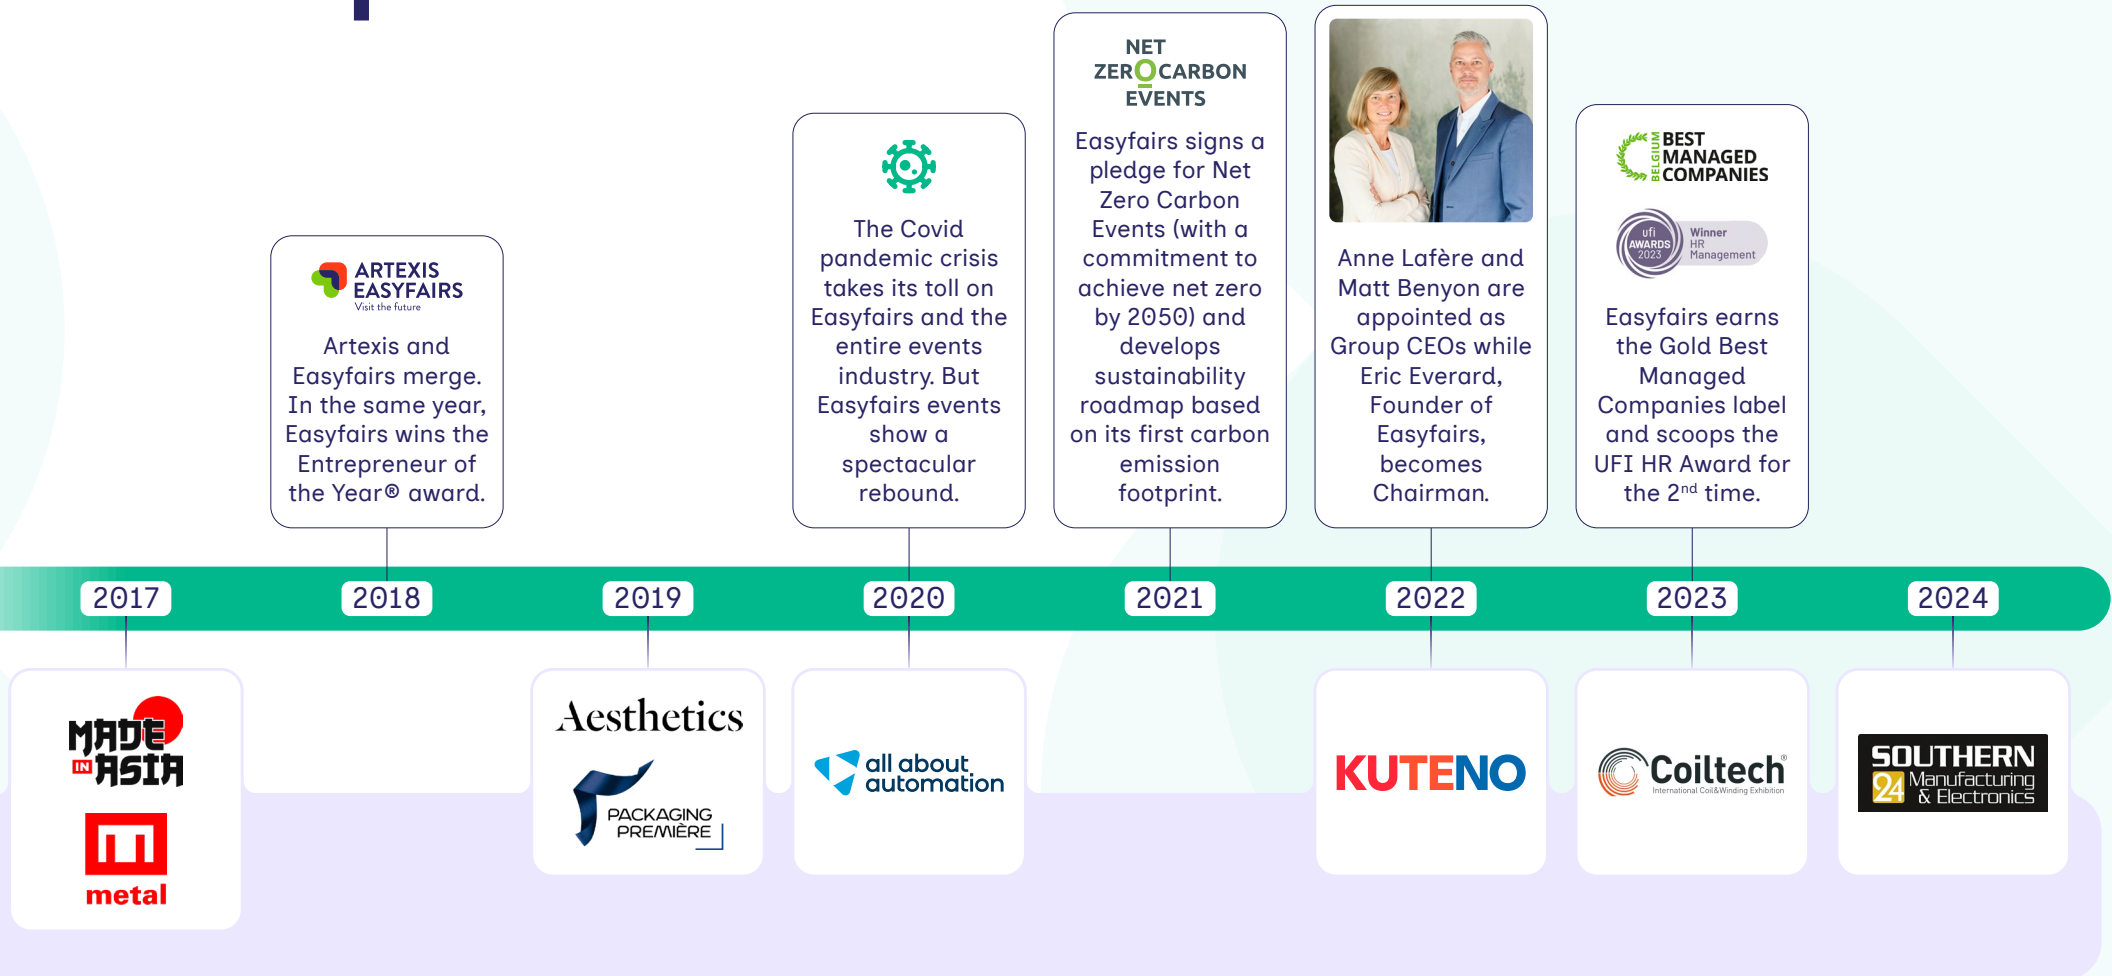 ARTEXIS
EASYFAIRS
Visit the future
Artexis and
Easyfairs merge.
In the same year,
Easyfairs wins the
Entrepreneur of
the Year® award.
The Covid
pandemic crisis
takes its toll on
Easyfairs and the
entire events
industry. But
Easyfairs events
show a
spectacular
rebound.
NET
ZEROCARBON
EVENTS
Easyfairs signs a
pledge for Net
Zero Carbon
Events (with a
commitment to
achieve net zero
by 2050) and
develops
sustainability
roadmap based
on its first carbon
emission
footprint.
Anne Lafère and
Matt Benyon are
appointed as
Group CEOs while
Eric Everard,
Founder of
Easyfairs,
becomes
Chairman.
BELGIUM
BEST
MANAGED
COMPANIES
ufi
AWARDS
2023
Winner
HR
Management
Easyfairs earns
the Gold Best
Managed
Companies label
and scoops the
UFI HR Award for
the 2nd time.
2017
2018
2019
2020
2021
2022
2023
2024
MADE
IN ASIA
metal
Aesthetics
PACKAGING
PREMIÈRE
all about
automation
KUTENO
Coiltech®
International Coil&Winding Exhibition
SOUTHERN
24 Manufacturing
& Electronics